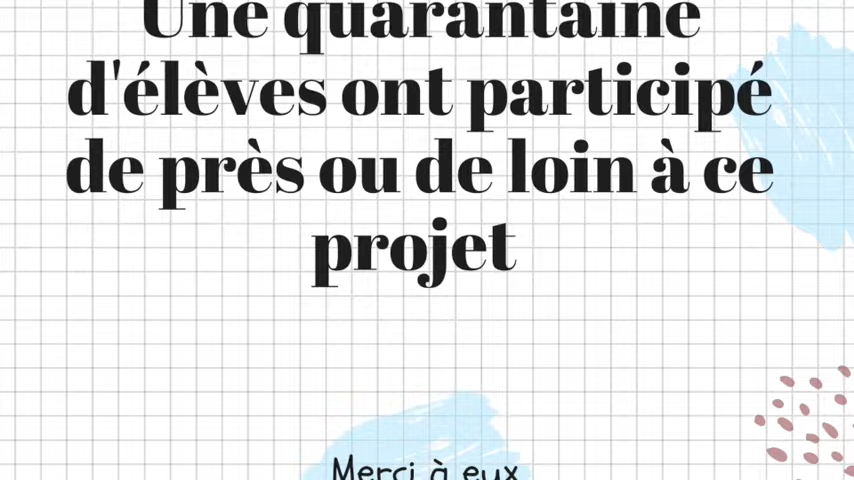 Une quarantaine
d'élèves ont participé
de près ou de loin à ce
projet
Merci à eux